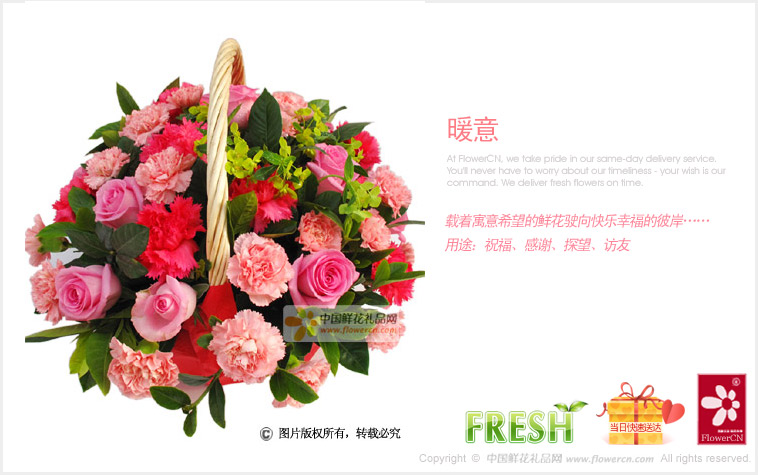 暖意
At FlowerCN, we take pride in our same-day delivery service.
You'll never have to worry about our timeliness - your wish is our
command. We deliver fresh flowers on time.
载着寓意希望的鲜花驶向快乐幸福的彼岸……
用途：祝福、感谢、探望、访友
中国鲜花礼品网
www.flowercn.com
© 图片版权所有，转载必究
FRESH
当日快速送达
FlowerCN
Copyright © 中国鲜花礼品网 www.flowercn.com All rights reserved.